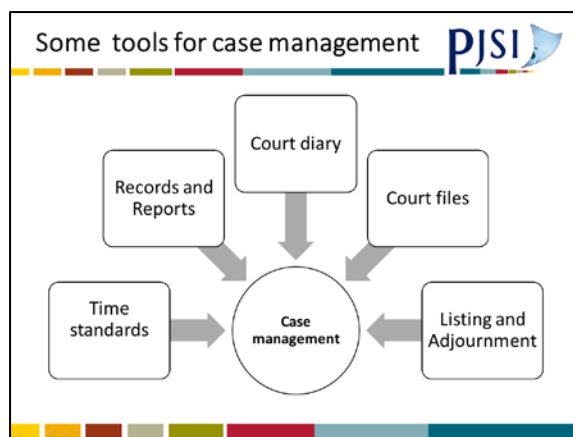 Some tools for case management
PJSI
Court diary
Records and
Reports
Court files
Time
standards
Case
management
Listing and
Adjournment